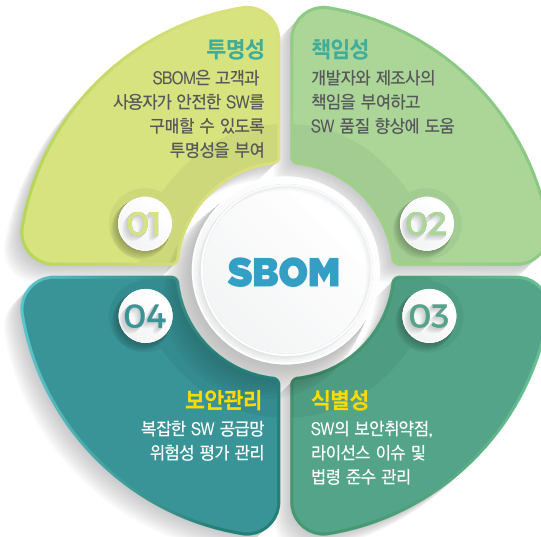 투명성
SBOM은 고객과
사용자가 안전한 SW를
구매할 수 있도록
투명성을 부여
01
책임성
개발자와 제조사의
책임을 부여하고
SW 품질 향상에 도움
02
SBOM
03
식별성
SW의 보안취약점,
라이선스 이슈 및
법령 준수 관리
04
보안관리
복잡한 SW 공급망
위험성 평가 관리